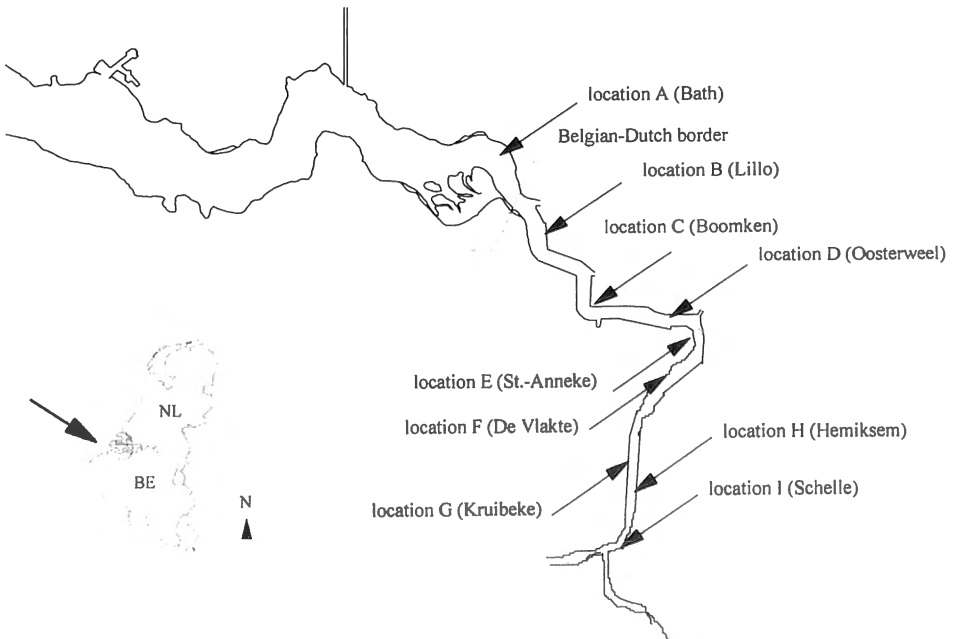 location A (Bath)
Belgian-Dutch border
location B (Lillo)
location C (Boomken)
location D (Oosterweel)
location E (St.-Anneke)
location F (De Vlakte)
location H (Hemiksem)
location G (Kruibeke)
location I (Schelle)
NL
BE
N